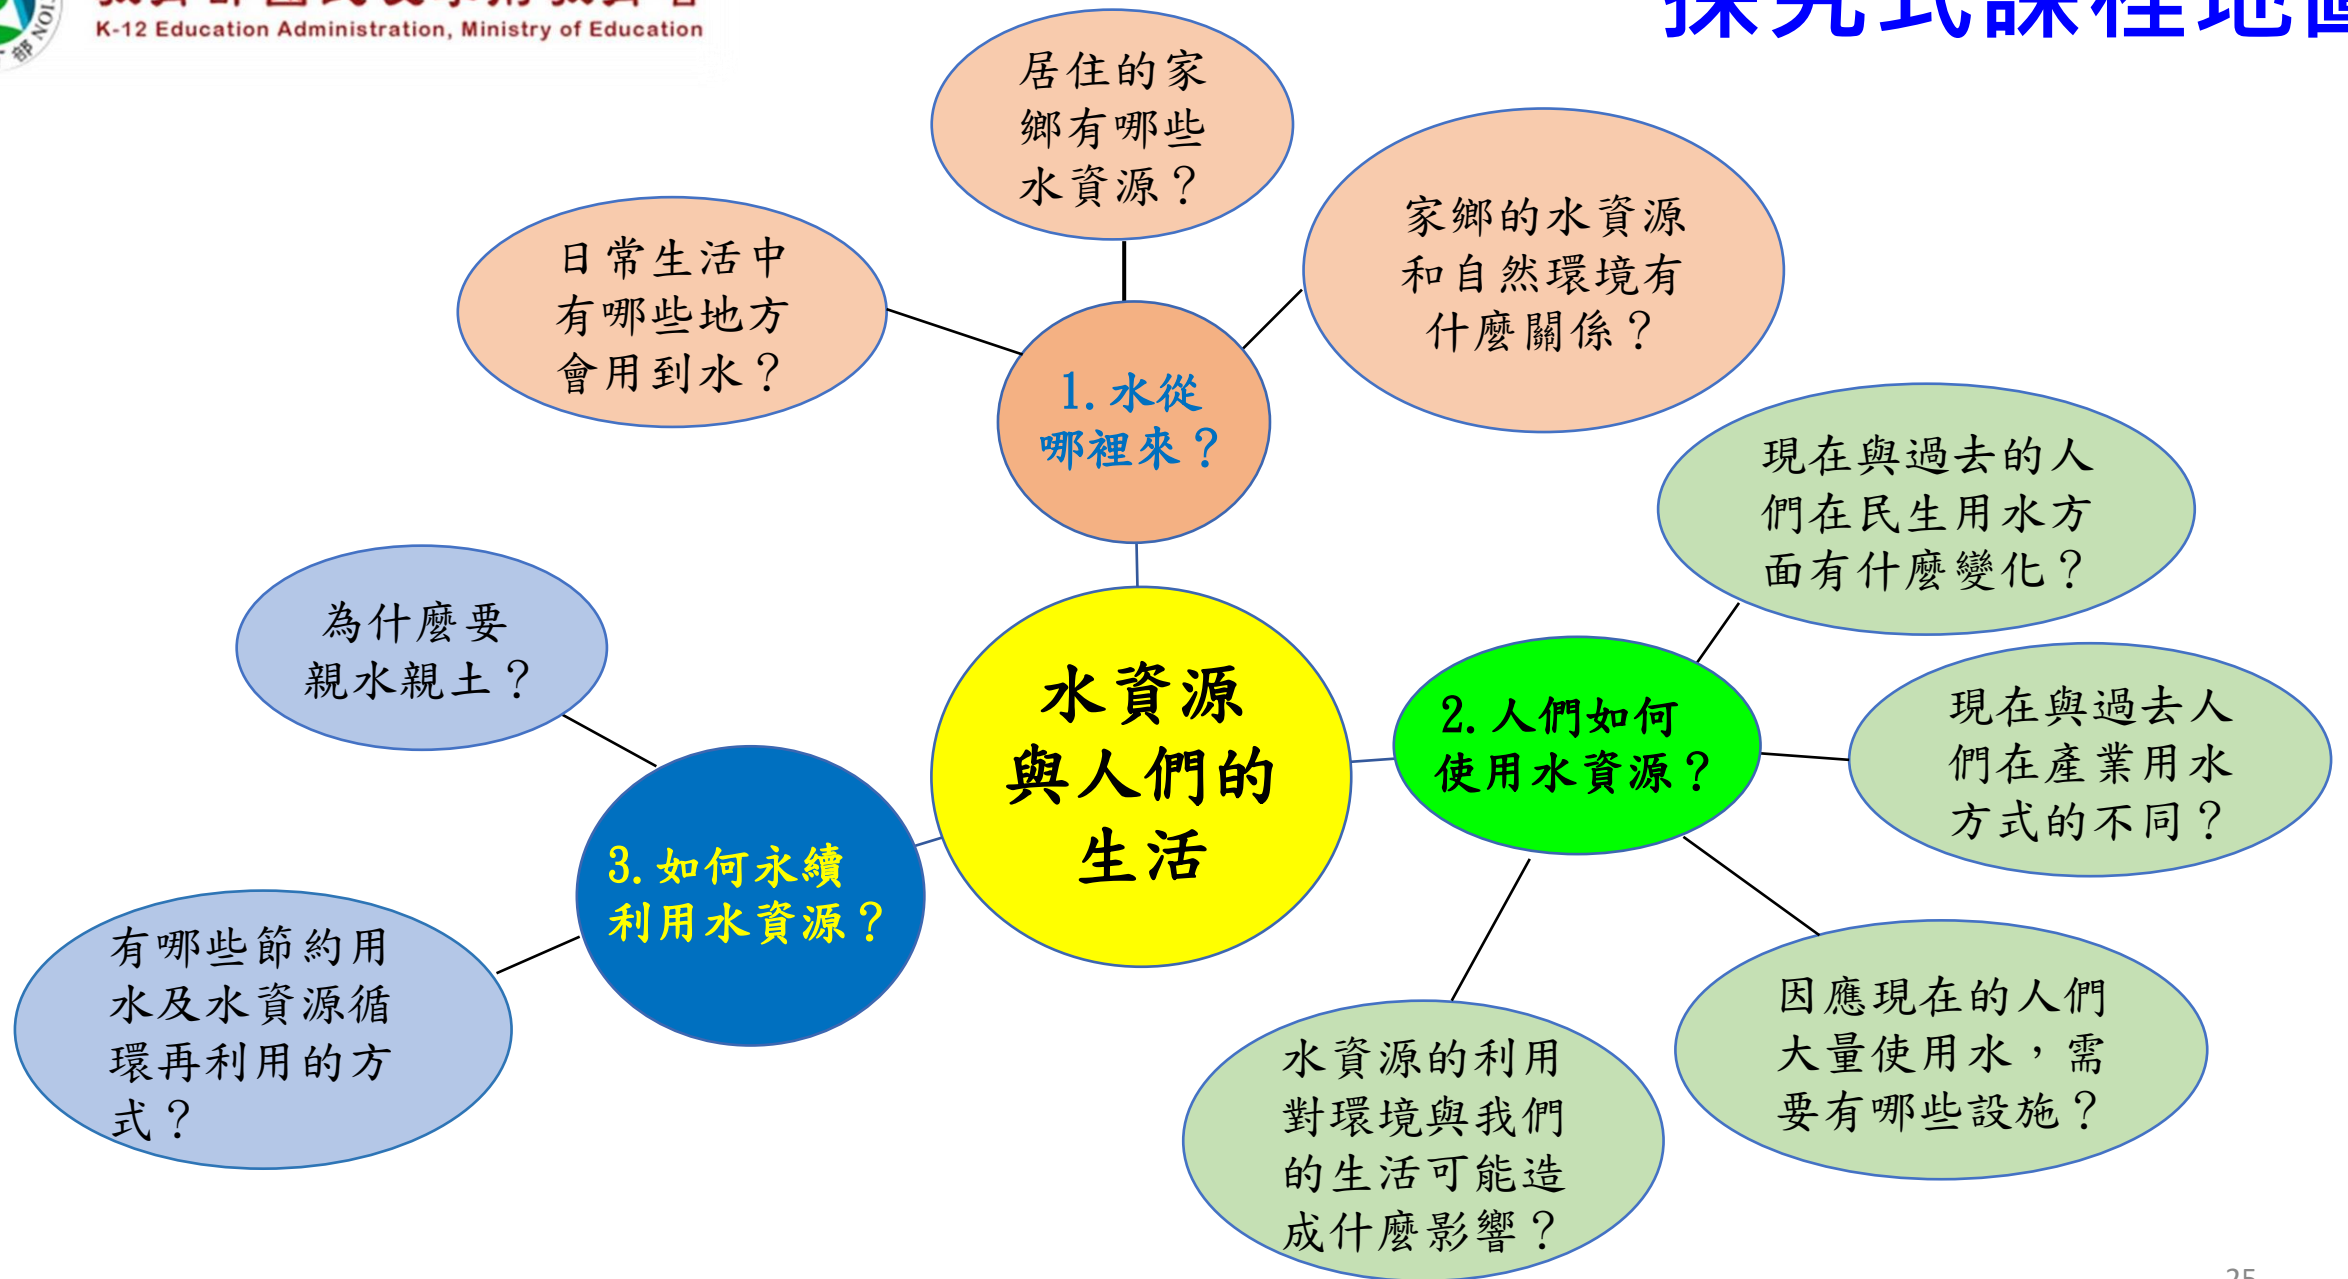 K-12 Education Administration, Ministry of Education
探究式課程地圖
居住的家
鄉有哪些
水資源？
家鄉的水資源
和自然環境有
什麼關係？
日常生活中
有哪些地方
會用到水？
1.水從
哪裡來？
現在與過去的人
們在民生用水方
面有什麼變化？
為什麼要
親水親土？
水資源
與人們的
生活
2.人們如何
使用水資源？
現在與過去人
們在產業用水
方式的不同？
3.如何永續
利用水資源？
有哪些節約用
水及水資源循
環再利用的方
式？
因應現在的人們
大量使用水，需
要有哪些設施？
水資源的利用
對環境與我們
的生活可能造
成什麼影響？